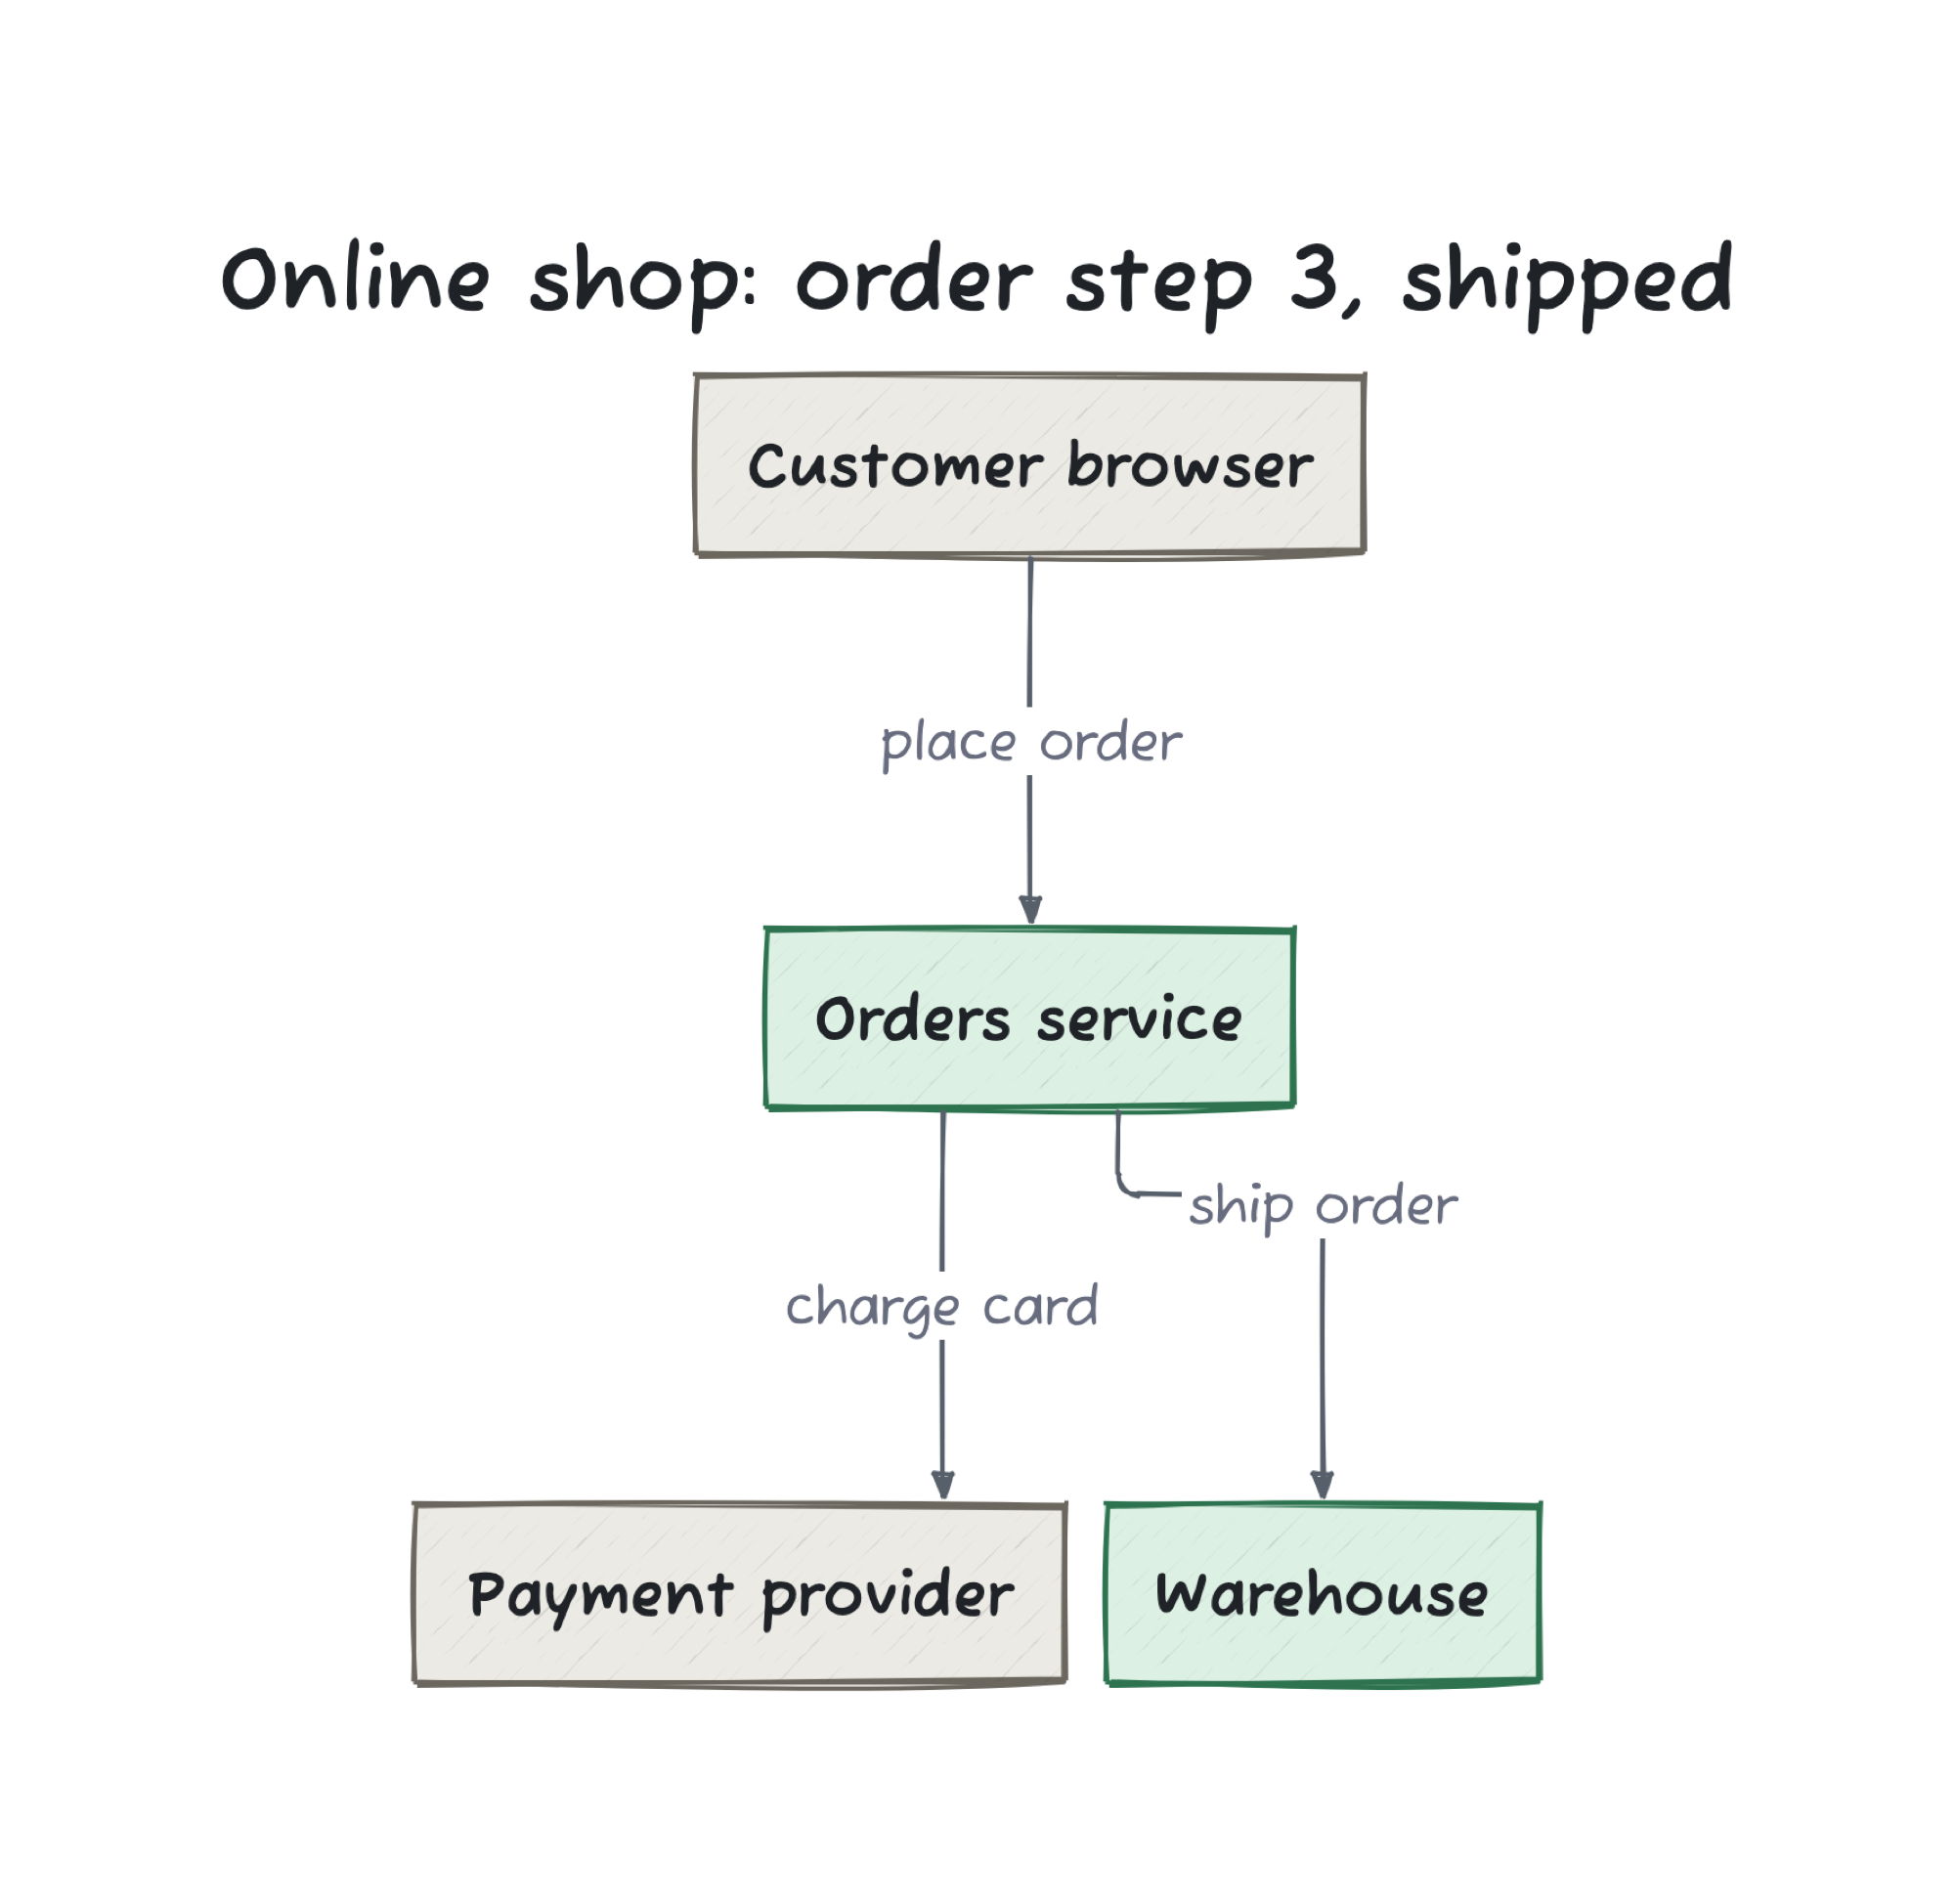 Online shop: order step 3, shipped
Customer browser
place order
Orders service
ship order
charge card
Payment provider
Warehouse